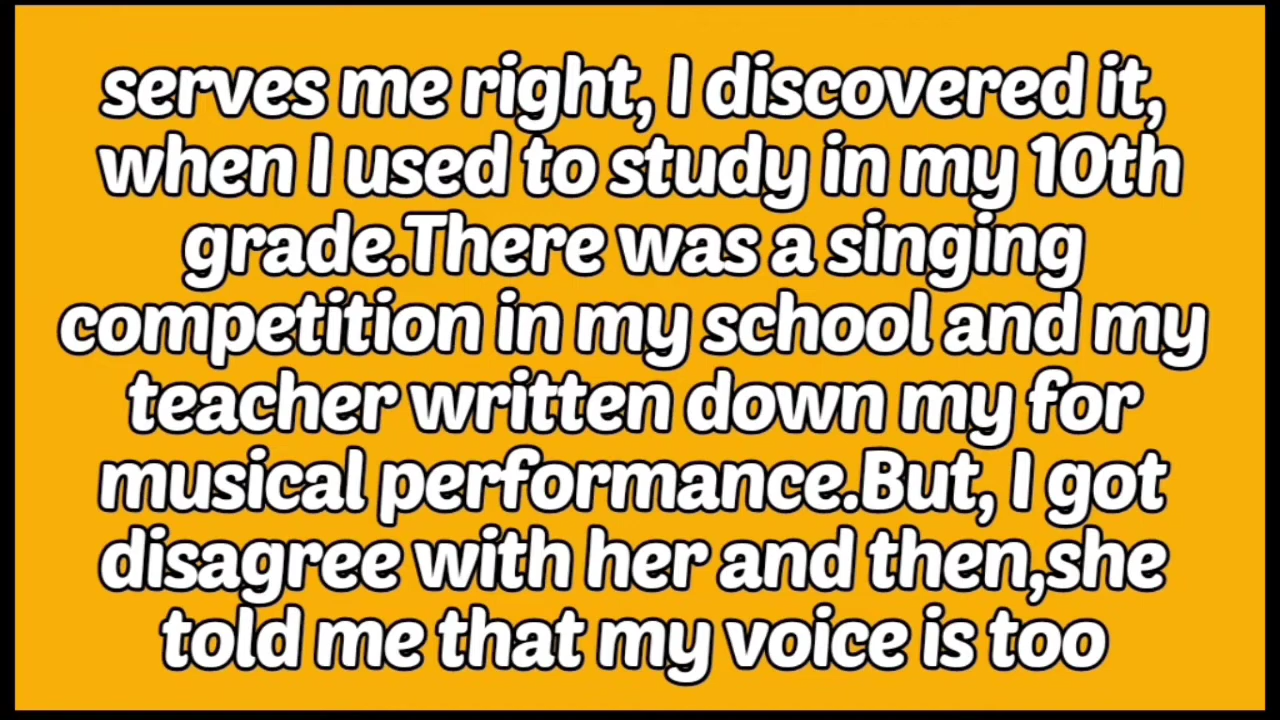 serves me right, I discovered it,
when I used to study in my 10th
grade.There was a singing
competition in my school and my
teacher written down my for
musical performance.But, I got
disagree with her and then,she
told me that my voice is too